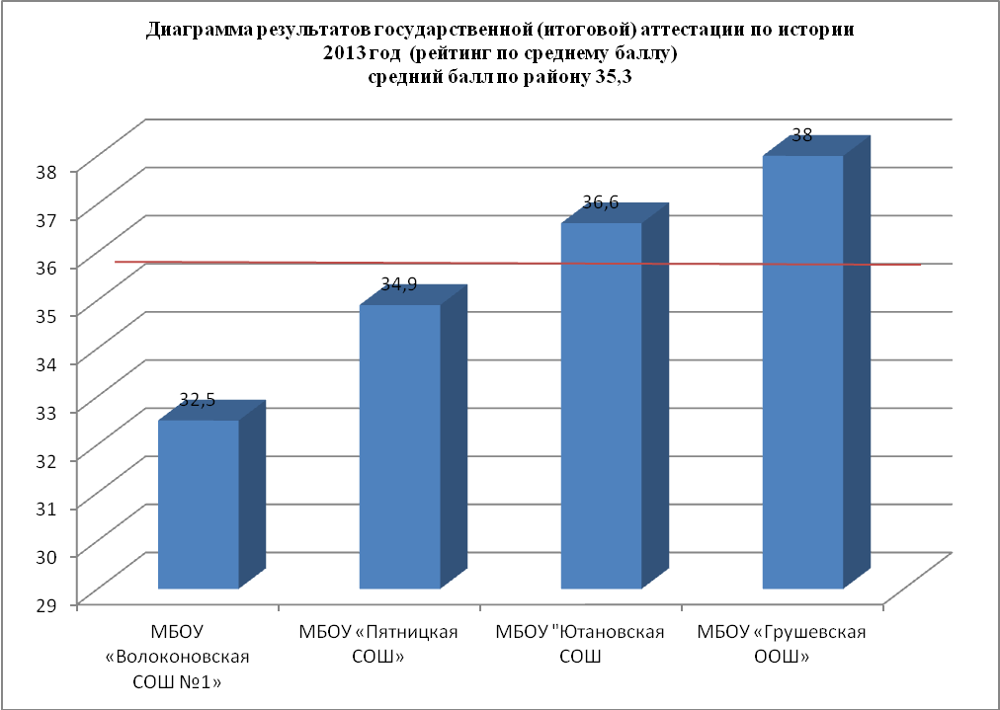 Диаграмма результатов государственной (итоговой) аттестации по истории
2013 год (рейтинг по среднему баллу)
средний балл по району 35,3
38
37
36
35
34
33
32
31
30
29
32,5
34,9
36,6
38
МБОУ
«Волоконовская
СОШ №1»
МБОУ «Пятницкая
СОШ»
МБОУ "Ютановская
СОШ
МБОУ «Грушевская
ООШ»